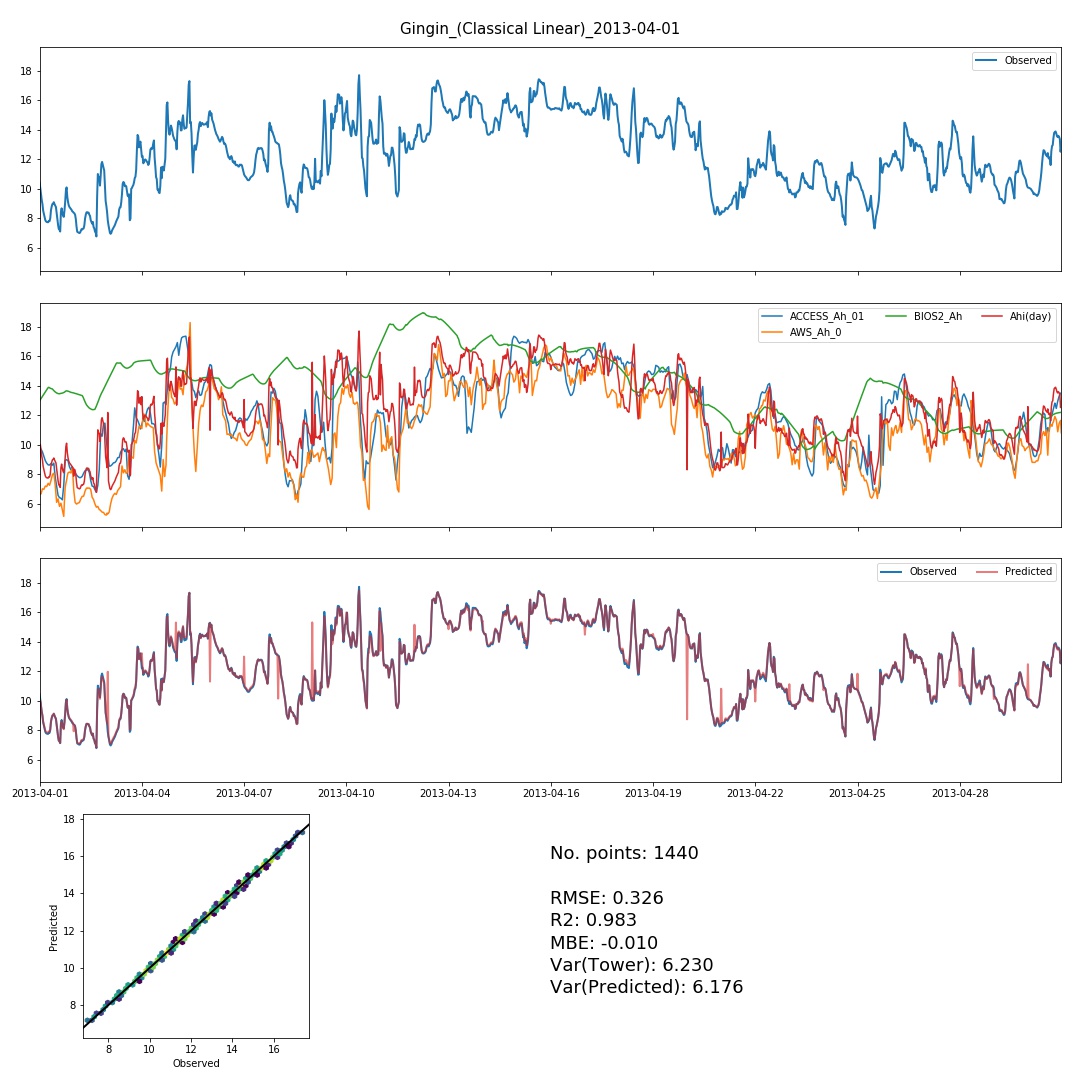 Gingin_(Classical Linear)_2013-04-01
Observed
18
16
14
12
10
8
6
ACCESS_Ah_01 BIOS2_Ah Ahi(day)
AWS_Ah_0
18
16
14
12
10
8
6
Observed Predicted
18
16
14
12
10
8
6
2013-04-01 2013-04-04 2013-04-07 2013-04-10 2013-04-13 2013-04-16 2013-04-19 2013-04-22 2013-04-25 2013-04-28
18
16
14
12
10
8
Predicted
8 10 12 14 16
Observed
No. points: 1440
RMSE: 0.326
R2: 0.983
MBE: -0.010
Var(Tower): 6.230
Var(Predicted): 6.176